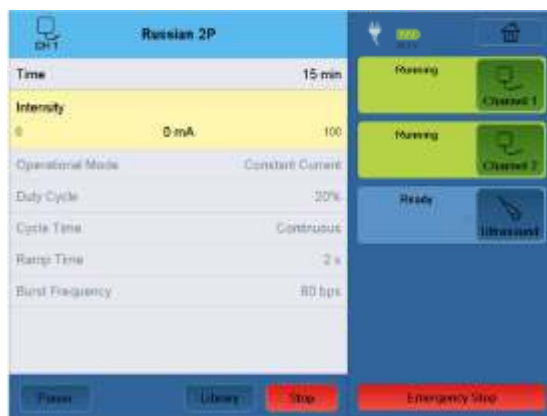 CH 1
Russian 2P
Time 15 min
Intensity
0 0 mA 100
Operational Mode Constant Current
Duty Cycle 20%
Cycle Time Continuous
Ramp Time 2 s
Burst Frequency 80 bps
Pause Library Stop
Running
Channel 1
Running
Channel 2
Ready
Ultrasound
Emergency Stop